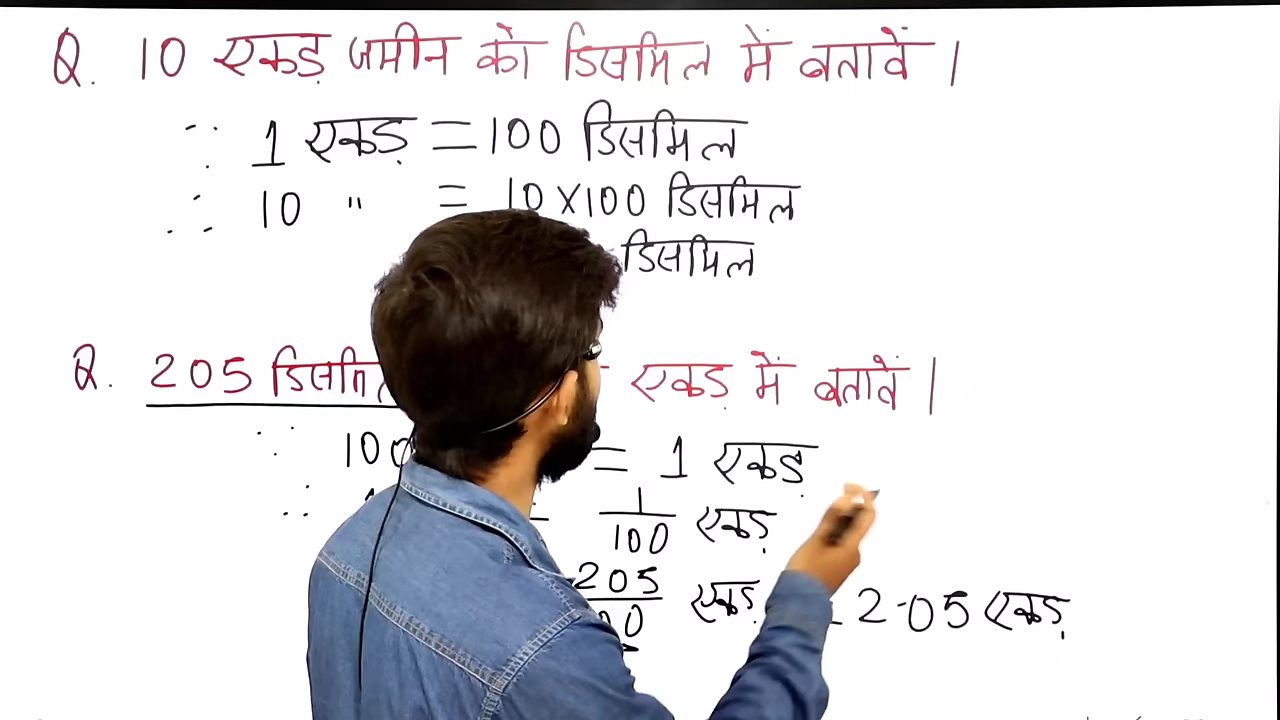 Q. 10 एकड़ जमीन को डिसमिल में बतावें ।
∵ 1 एकड़ = 100 डिसमिल
∴ 10 " = 10 X 100 डिसमिल
डिसमिल
Q. 205 डिसमिल एकड़ में बतावें ।
∵ 100 = 1 एकड़
∴ = 1/100 एकड़
205/100 एकड़ = 2.05 एकड़